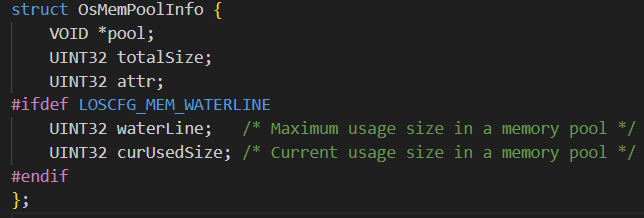 struct OsMemPoolInfo {
    VOID *pool;
    UINT32 totalSize;
    UINT32 attr;
#ifdef LOSCFG_MEM_WATERLINE
    UINT32 waterLine;   /* Maximum usage size in a memory pool */
    UINT32 curUsedSize; /* Current usage size in a memory pool */
#endif
};